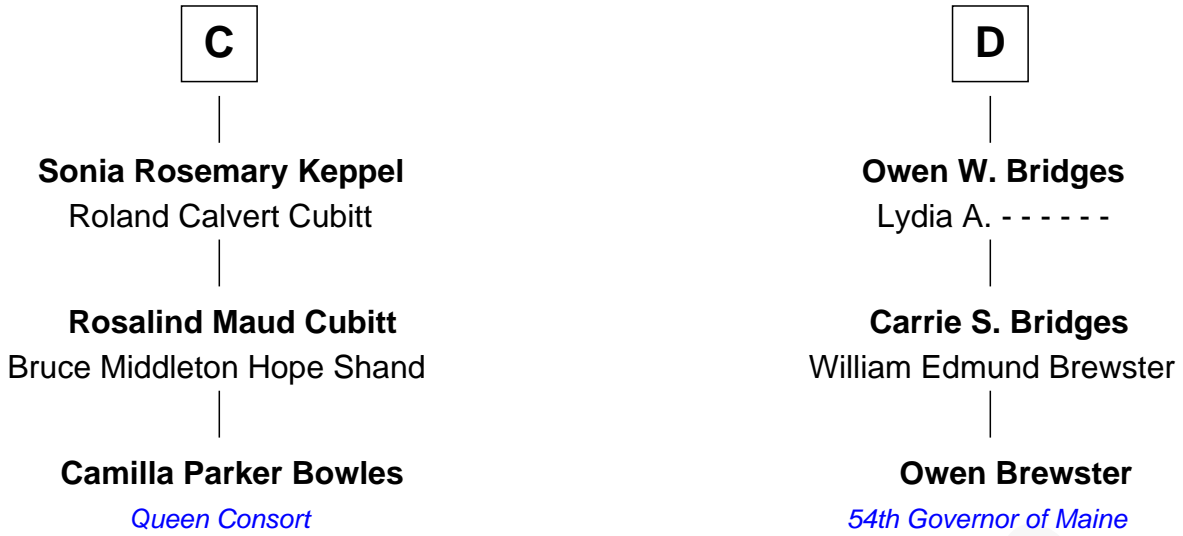 C
Sonia Rosemary Keppel
Roland Calvert Cubitt
Rosalind Maud Cubitt
Bruce Middleton Hope Shand
Camilla Parker Bowles
Queen Consort
D
Owen W. Bridges
Lydia A. - - - - - -
Carrie S. Bridges
William Edmund Brewster
Owen Brewster
54th Governor of Maine